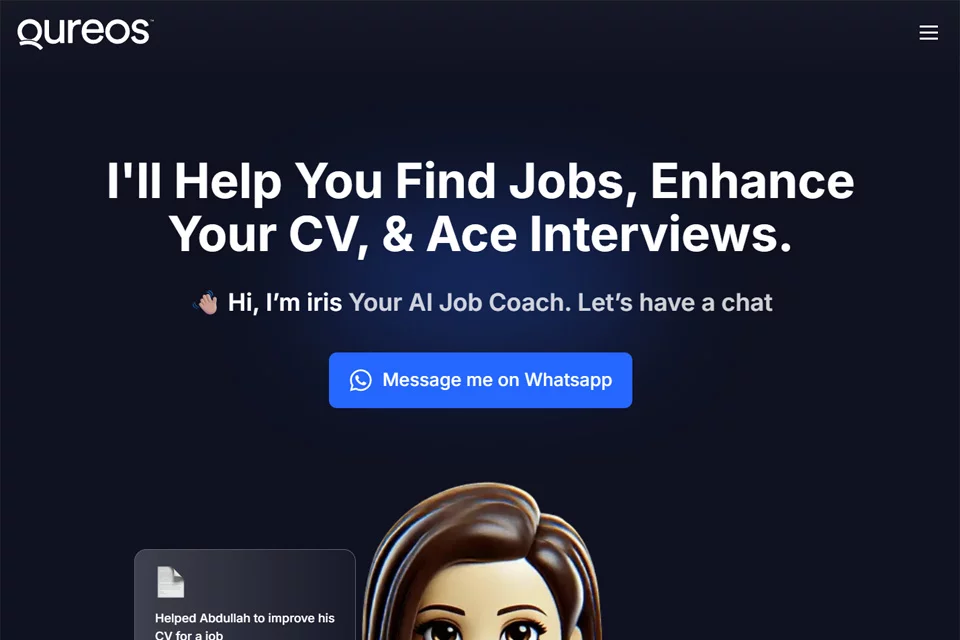 Qureos™
I'll Help You Find Jobs, Enhance
Your CV, & Ace Interviews.
👋🏼 Hi, I’m iris Your AI Job Coach. Let’s have a chat
Message me on Whatsapp
Helped Abdullah to improve his
CV for a job